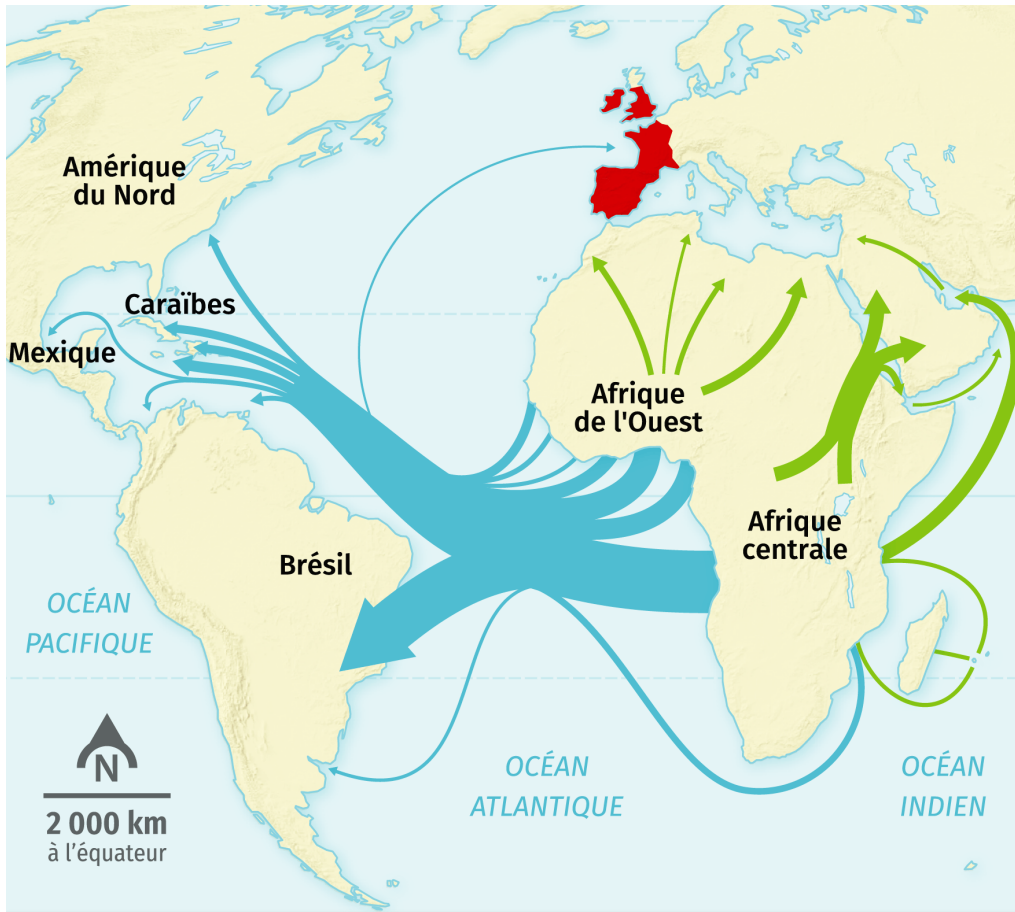 Amérique
du Nord
Caraïbes
Mexique
Afrique
de l'Ouest
Afrique
centrale
Brésil
OCÉAN
PACIFIQUE
N
2 000 km
à l’équateur
OCÉAN
ATLANTIQUE
OCÉAN
INDIEN